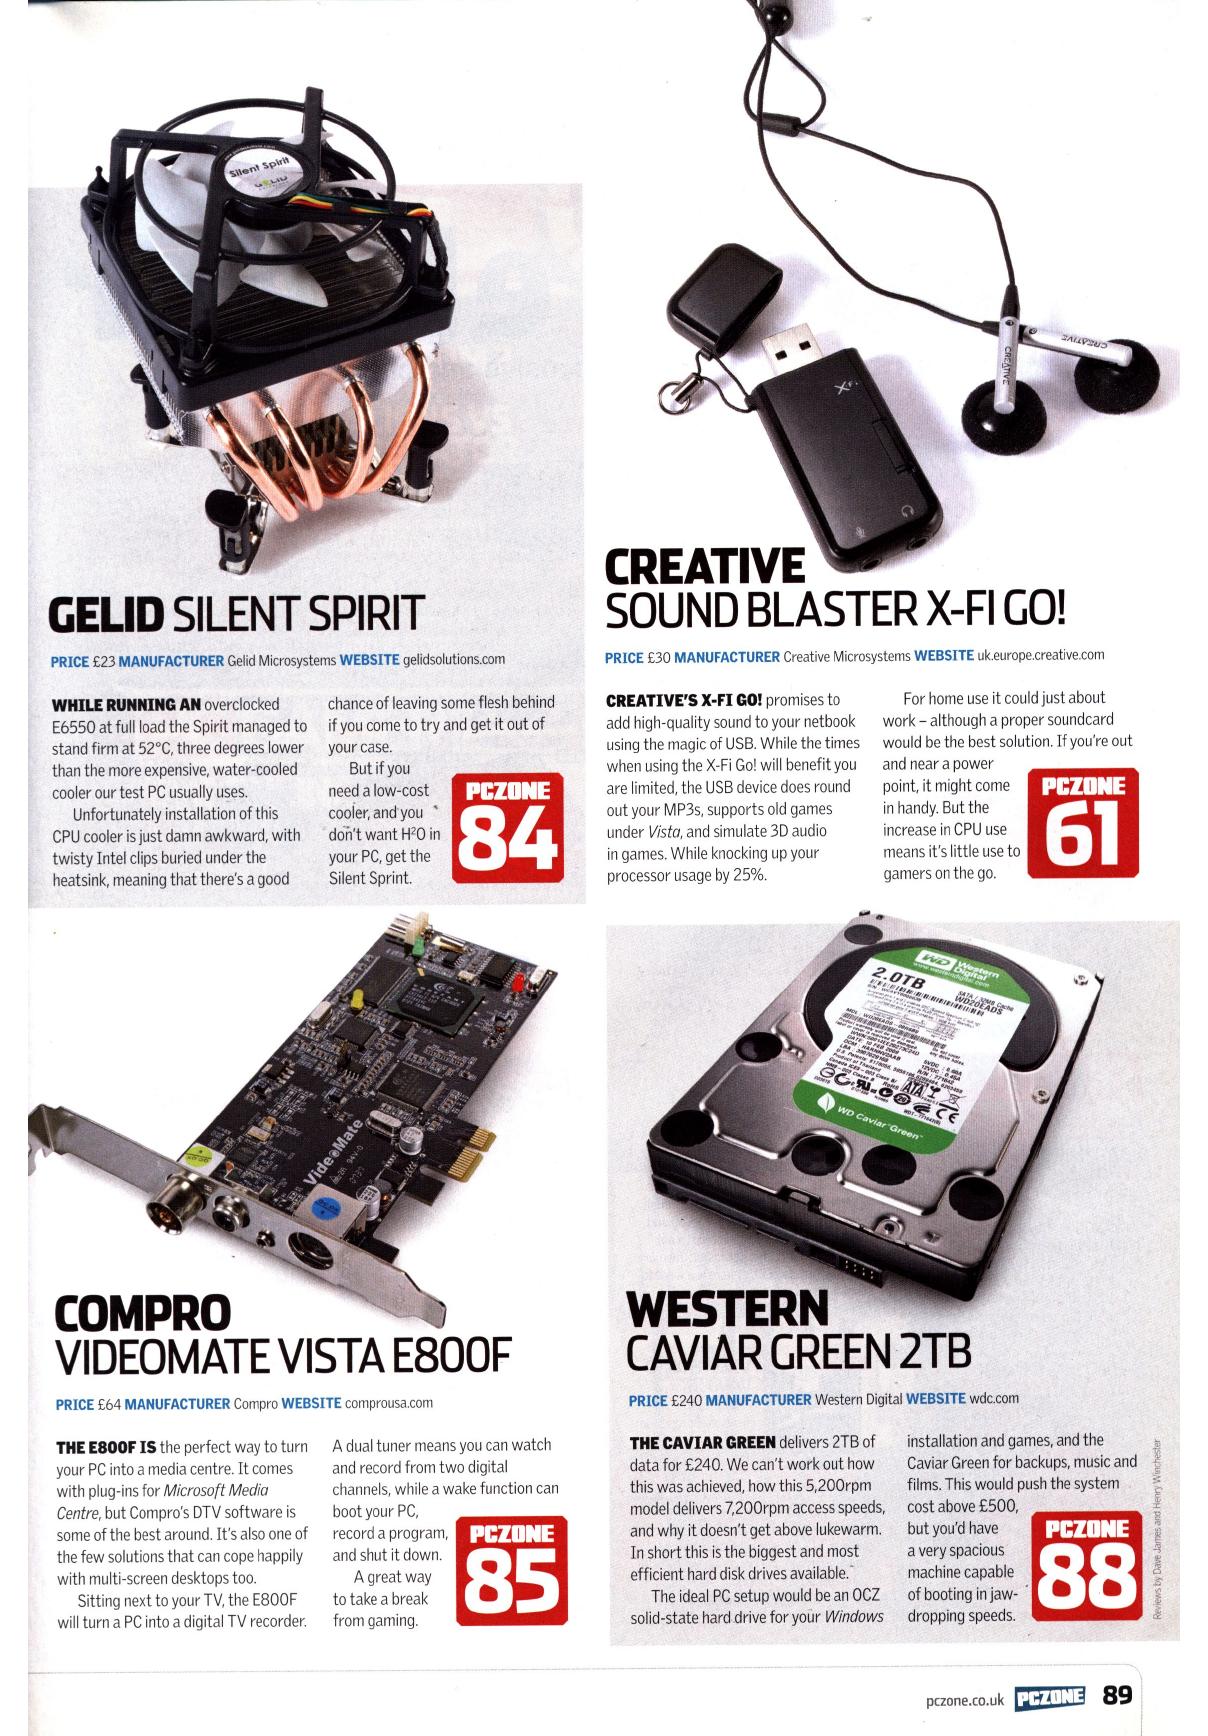 Silent Spirit
GELID
CREATIVE
CREATIVE
X-Fi
GELID SILENT SPIRIT
PRICE £23 MANUFACTURER Gelid Microsystems WEBSITE gelidsolutions.com
WHILE RUNNING AN overclocked
E6550 at full load the Spirit managed to
stand firm at 52°C, three degrees lower
than the more expensive, water-cooled
cooler our test PC usually uses.
Unfortunately installation of this
CPU cooler is just damn awkward, with
twisty Intel clips buried under the
heatsink, meaning that there's a good
chance of leaving some flesh behind
if you come to try and get it out of
your case.
But if you
need a low-cost
cooler, and you
don't want H²O in
your PC, get the
Silent Sprint.
PCZONE
84
CREATIVE
SOUND BLASTER X-FI GO!
PRICE £30 MANUFACTURER Creative Microsystems WEBSITE uk.europe.creative.com
CREATIVE'S X-FI GO! promises to
add high-quality sound to your netbook
using the magic of USB. While the times
when using the X-Fi Go! will benefit you
are limited, the USB device does round
out your MP3s, supports old games
under Vista, and simulate 3D audio
in games. While knocking up your
processor usage by 25%.
For home use it could just about
work – although a proper soundcard
would be the best solution. If you're out
and near a power
point, it might come
in handy. But the
increase in CPU use
means it's little use to
gamers on the go.
PCZONE
61
VideoMate
COMPRO
VIDEOMATE VISTA E800F
PRICE £64 MANUFACTURER Compro WEBSITE comprousa.com
THE E800F IS the perfect way to turn
your PC into a media centre. It comes
with plug-ins for Microsoft Media
Centre, but Compro's DTV software is
some of the best around. It's also one of
the few solutions that can cope happily
with multi-screen desktops too.
Sitting next to your TV, the E800F
will turn a PC into a digital TV recorder.
A dual tuner means you can watch
and record from two digital
channels, while a wake function can
boot your PC,
record a program,
and shut it down.
A great way
to take a break
from gaming.
PCZONE
85
WD Western
Digital
www.westerndigital.com
2.0TB
SATA / 32MB Cache
WD20EADS
WD Caviar Green
WESTERN
CAVIAR GREEN 2TB
PRICE £240 MANUFACTURER Western Digital WEBSITE wdc.com
THE CAVIAR GREEN delivers 2TB of
data for £240. We can't work out how
this was achieved, how this 5,200rpm
model delivers 7,200rpm access speeds,
and why it doesn't get above lukewarm.
In short this is the biggest and most
efficient hard disk drives available.
The ideal PC setup would be an OCZ
solid-state hard drive for your Windows
installation and games, and the
Caviar Green for backups, music and
films. This would push the system
cost above £500,
but you'd have
a very spacious
machine capable
of booting in jaw-
dropping speeds.
PCZONE
88
Reviews by Dave James and Henry Winchester
pczone.co.uk PCZONE 89